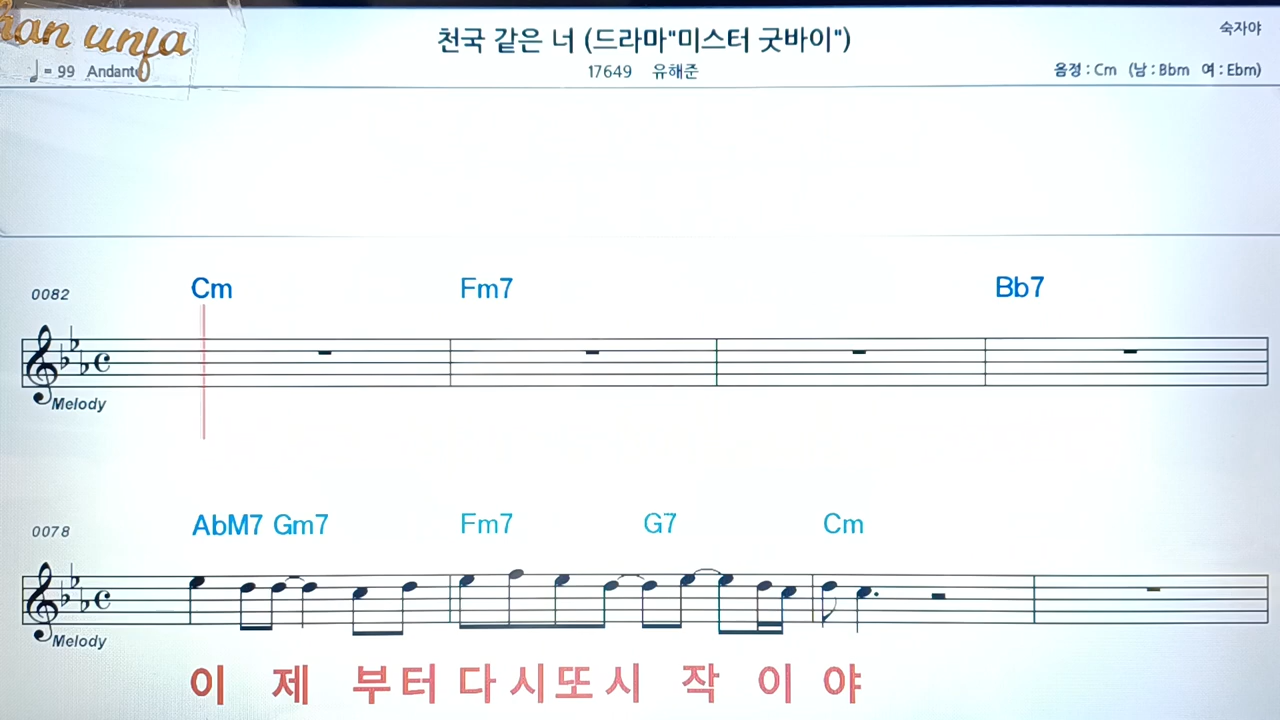 han unja
천국 같은 너 (드라마"미스터 굿바이")
숙자야
♩ = 99 Andante
17649 유해준
음정 : Cm (남 : Bbm 여 : Ebm)
Cm Fm7 Bb7
0082
Melody
AbM7 Gm7 Fm7 G7 Cm
0078
Melody
이 제 부터 다시또시 작 이 야